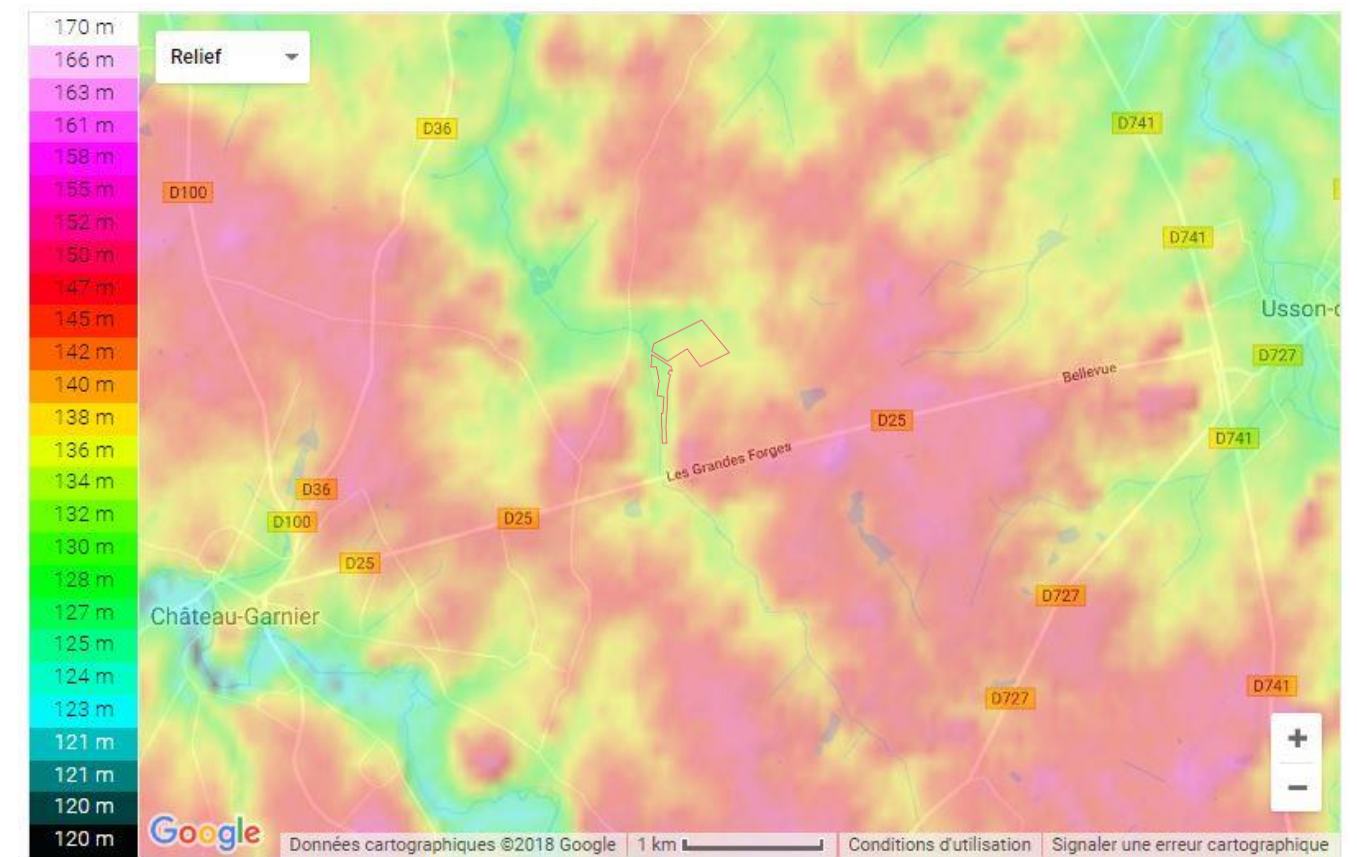 170 m
166 m
163 m
161 m
158 m
155 m
152 m
150 m
147 m
145 m
142 m
140 m
138 m
136 m
134 m
132 m
130 m
128 m
127 m
125 m
124 m
123 m
121 m
121 m
120 m
120 m
Relief
D36
D741
D100
D741
Usson-
D727
Bellevue
D25
D741
Les Grandes Forges
D36
D25
D100
D25
D727
Château-Garnier
D741
D727
+
−
Google
Données cartographiques ©2018 Google
1 km
Conditions d'utilisation
Signaler une erreur cartographique